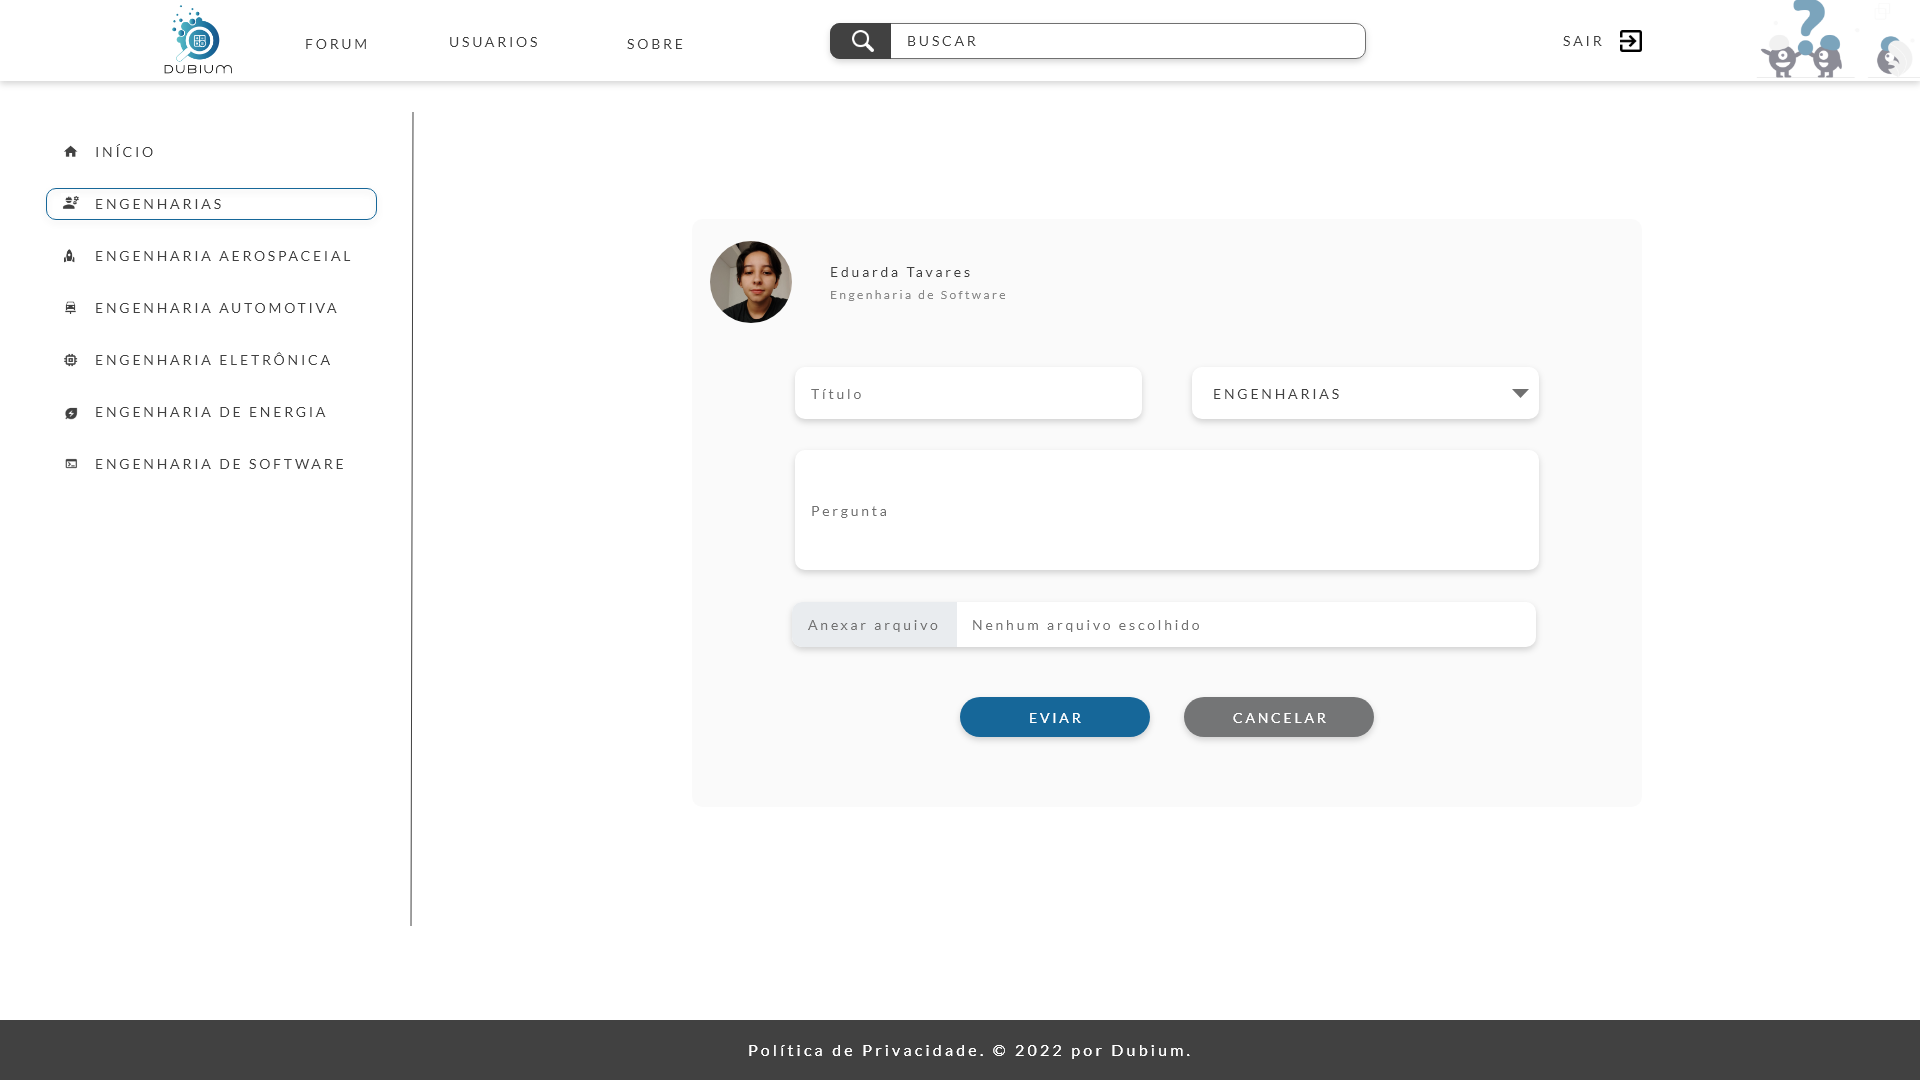 DUBIUM
FORUM
USUARIOS
SOBRE
BUSCAR
SAIR
?
INÍCIO
ENGENHARIAS
ENGENHARIA AEROSPACEIAL
ENGENHARIA AUTOMOTIVA
ENGENHARIA ELETRÔNICA
ENGENHARIA DE ENERGIA
ENGENHARIA DE SOFTWARE
Eduarda Tavares
Engenharia de Software
Título
ENGENHARIAS
Pergunta
Anexar arquivo
Nenhum arquivo escolhido
EVIAR
CANCELAR
Política de Privacidade. © 2022 por Dubium.